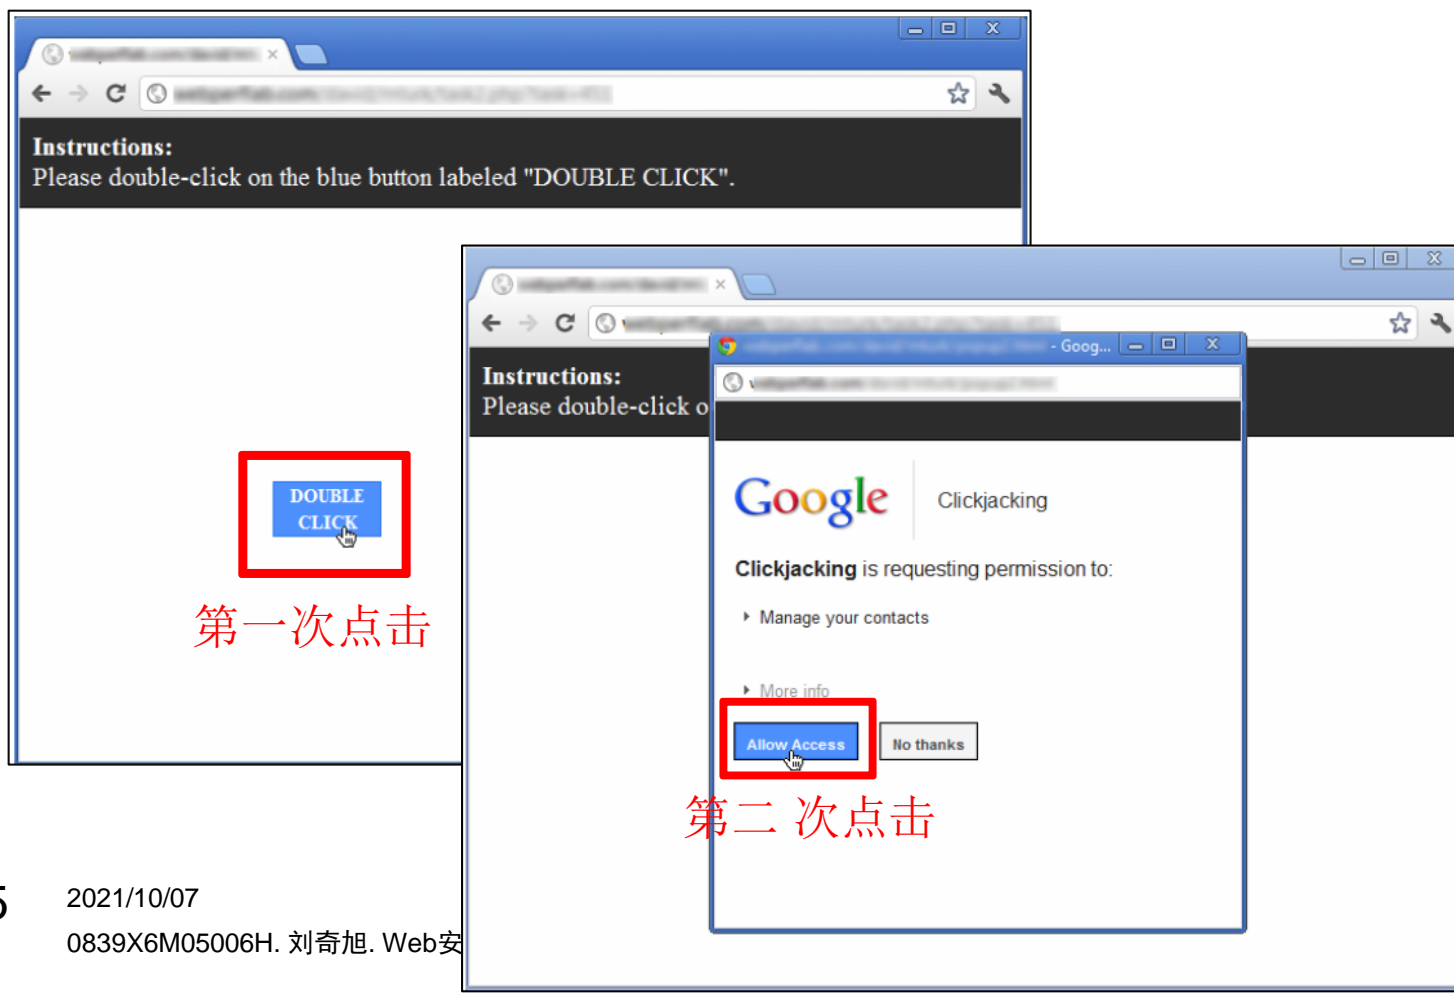 Instructions:
Please double-click on the blue button labeled "DOUBLE CLICK".
DOUBLE
CLICK
第一次点击
- Goog...
Instructions:
Please double-click o
Google
Clickjacking
Clickjacking is requesting permission to:
Manage your contacts
More info
Allow Access
No thanks
第二 次点击
2021/10/07
0839X6M05006H. 刘奇旭. Web安